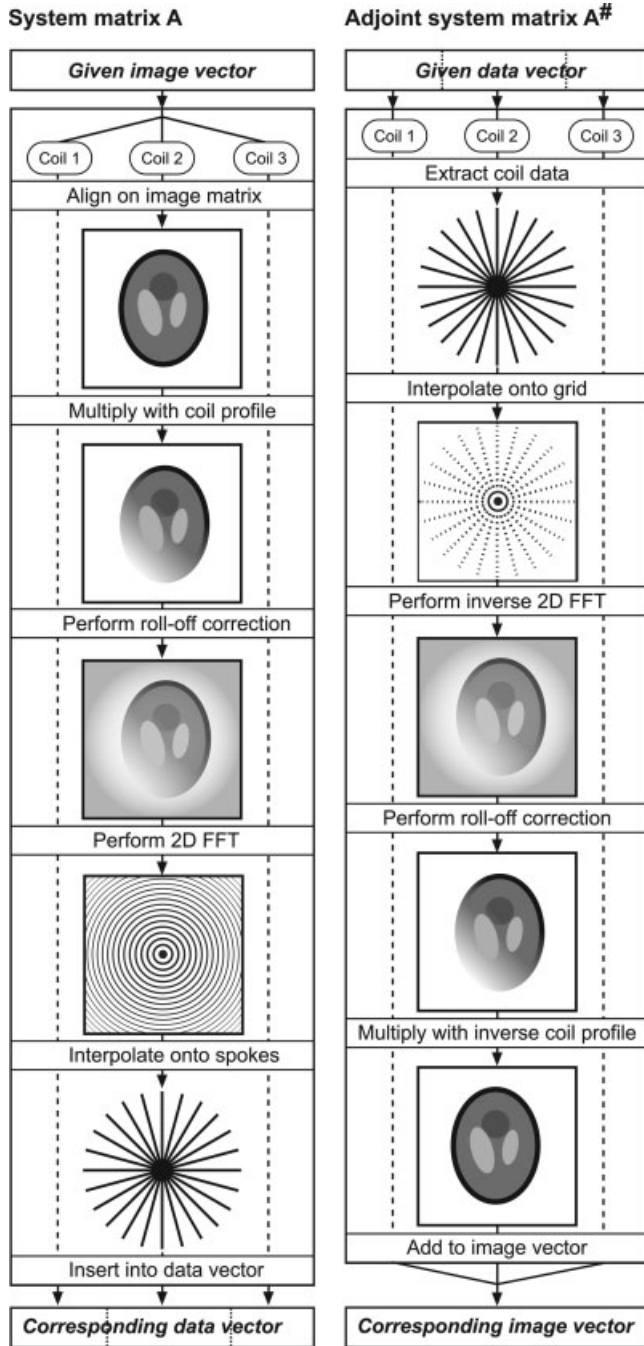 System matrix A
Given image vector
Coil 1
Coil 2
Coil 3
Align on image matrix
Multiply with coil profile
Perform roll-off correction
Perform 2D FFT
Interpolate onto spokes
Insert into data vector
Corresponding data vector
Adjoint system matrix A#
Given data vector
Coil 1
Coil 2
Coil 3
Extract coil data
Interpolate onto grid
Perform inverse 2D FFT
Perform roll-off correction
Multiply with inverse coil profile
Add to image vector
Corresponding image vector